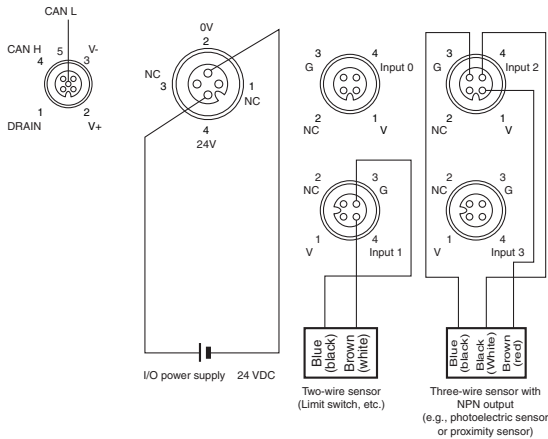 CAN L
CAN H
4
5
V-
3
1
DRAIN
2
V+
0V
2
NC
3
1
NC
4
24V
3
G
4
Input 0
2
NC
1
V
3
G
4
Input 2
2
NC
1
V
2
NC
3
G
1
V
4
Input 1
2
NC
3
G
1
V
4
Input 3
Blue
(black)
Brown
(white)
Blue
(black)
Black
(White)
Brown
(red)
I/O power supply 24 VDC
Two-wire sensor
(Limit switch, etc.)
Three-wire sensor with
NPN output
(e.g., photoelectric sensor
or proximity sensor)